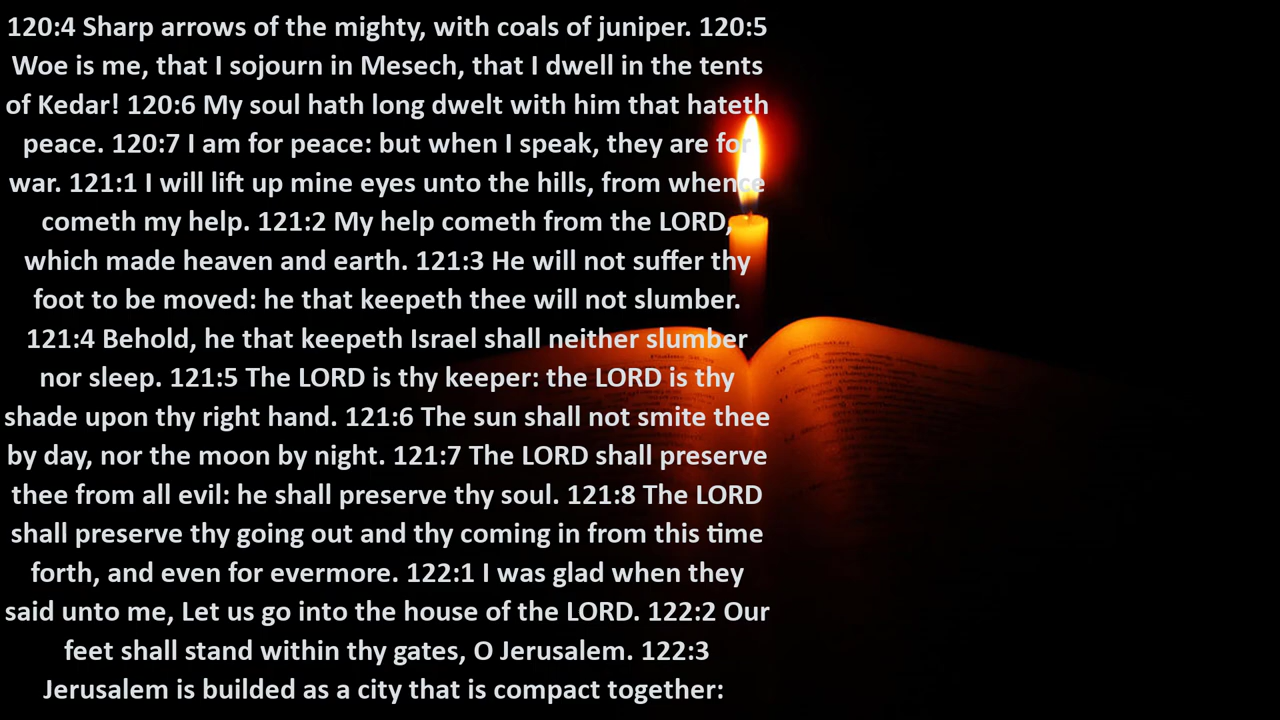 120:4 Sharp arrows of the mighty, with coals of juniper. 120:5
Woe is me, that I sojourn in Mesech, that I dwell in the tents
of Kedar! 120:6 My soul hath long dwelt with him that hateth
peace. 120:7 I am for peace: but when I speak, they are for
war. 121:1 I will lift up mine eyes unto the hills, from whence
cometh my help. 121:2 My help cometh from the LORD,
which made heaven and earth. 121:3 He will not suffer thy
foot to be moved: he that keepeth thee will not slumber.
121:4 Behold, he that keepeth Israel shall neither slumber
nor sleep. 121:5 The LORD is thy keeper: the LORD is thy
shade upon thy right hand. 121:6 The sun shall not smite thee
by day, nor the moon by night. 121:7 The LORD shall preserve
thee from all evil: he shall preserve thy soul. 121:8 The LORD
shall preserve thy going out and thy coming in from this time
forth, and even for evermore. 122:1 I was glad when they
said unto me, Let us go into the house of the LORD. 122:2 Our
feet shall stand within thy gates, O Jerusalem. 122:3
Jerusalem is builded as a city that is compact together: